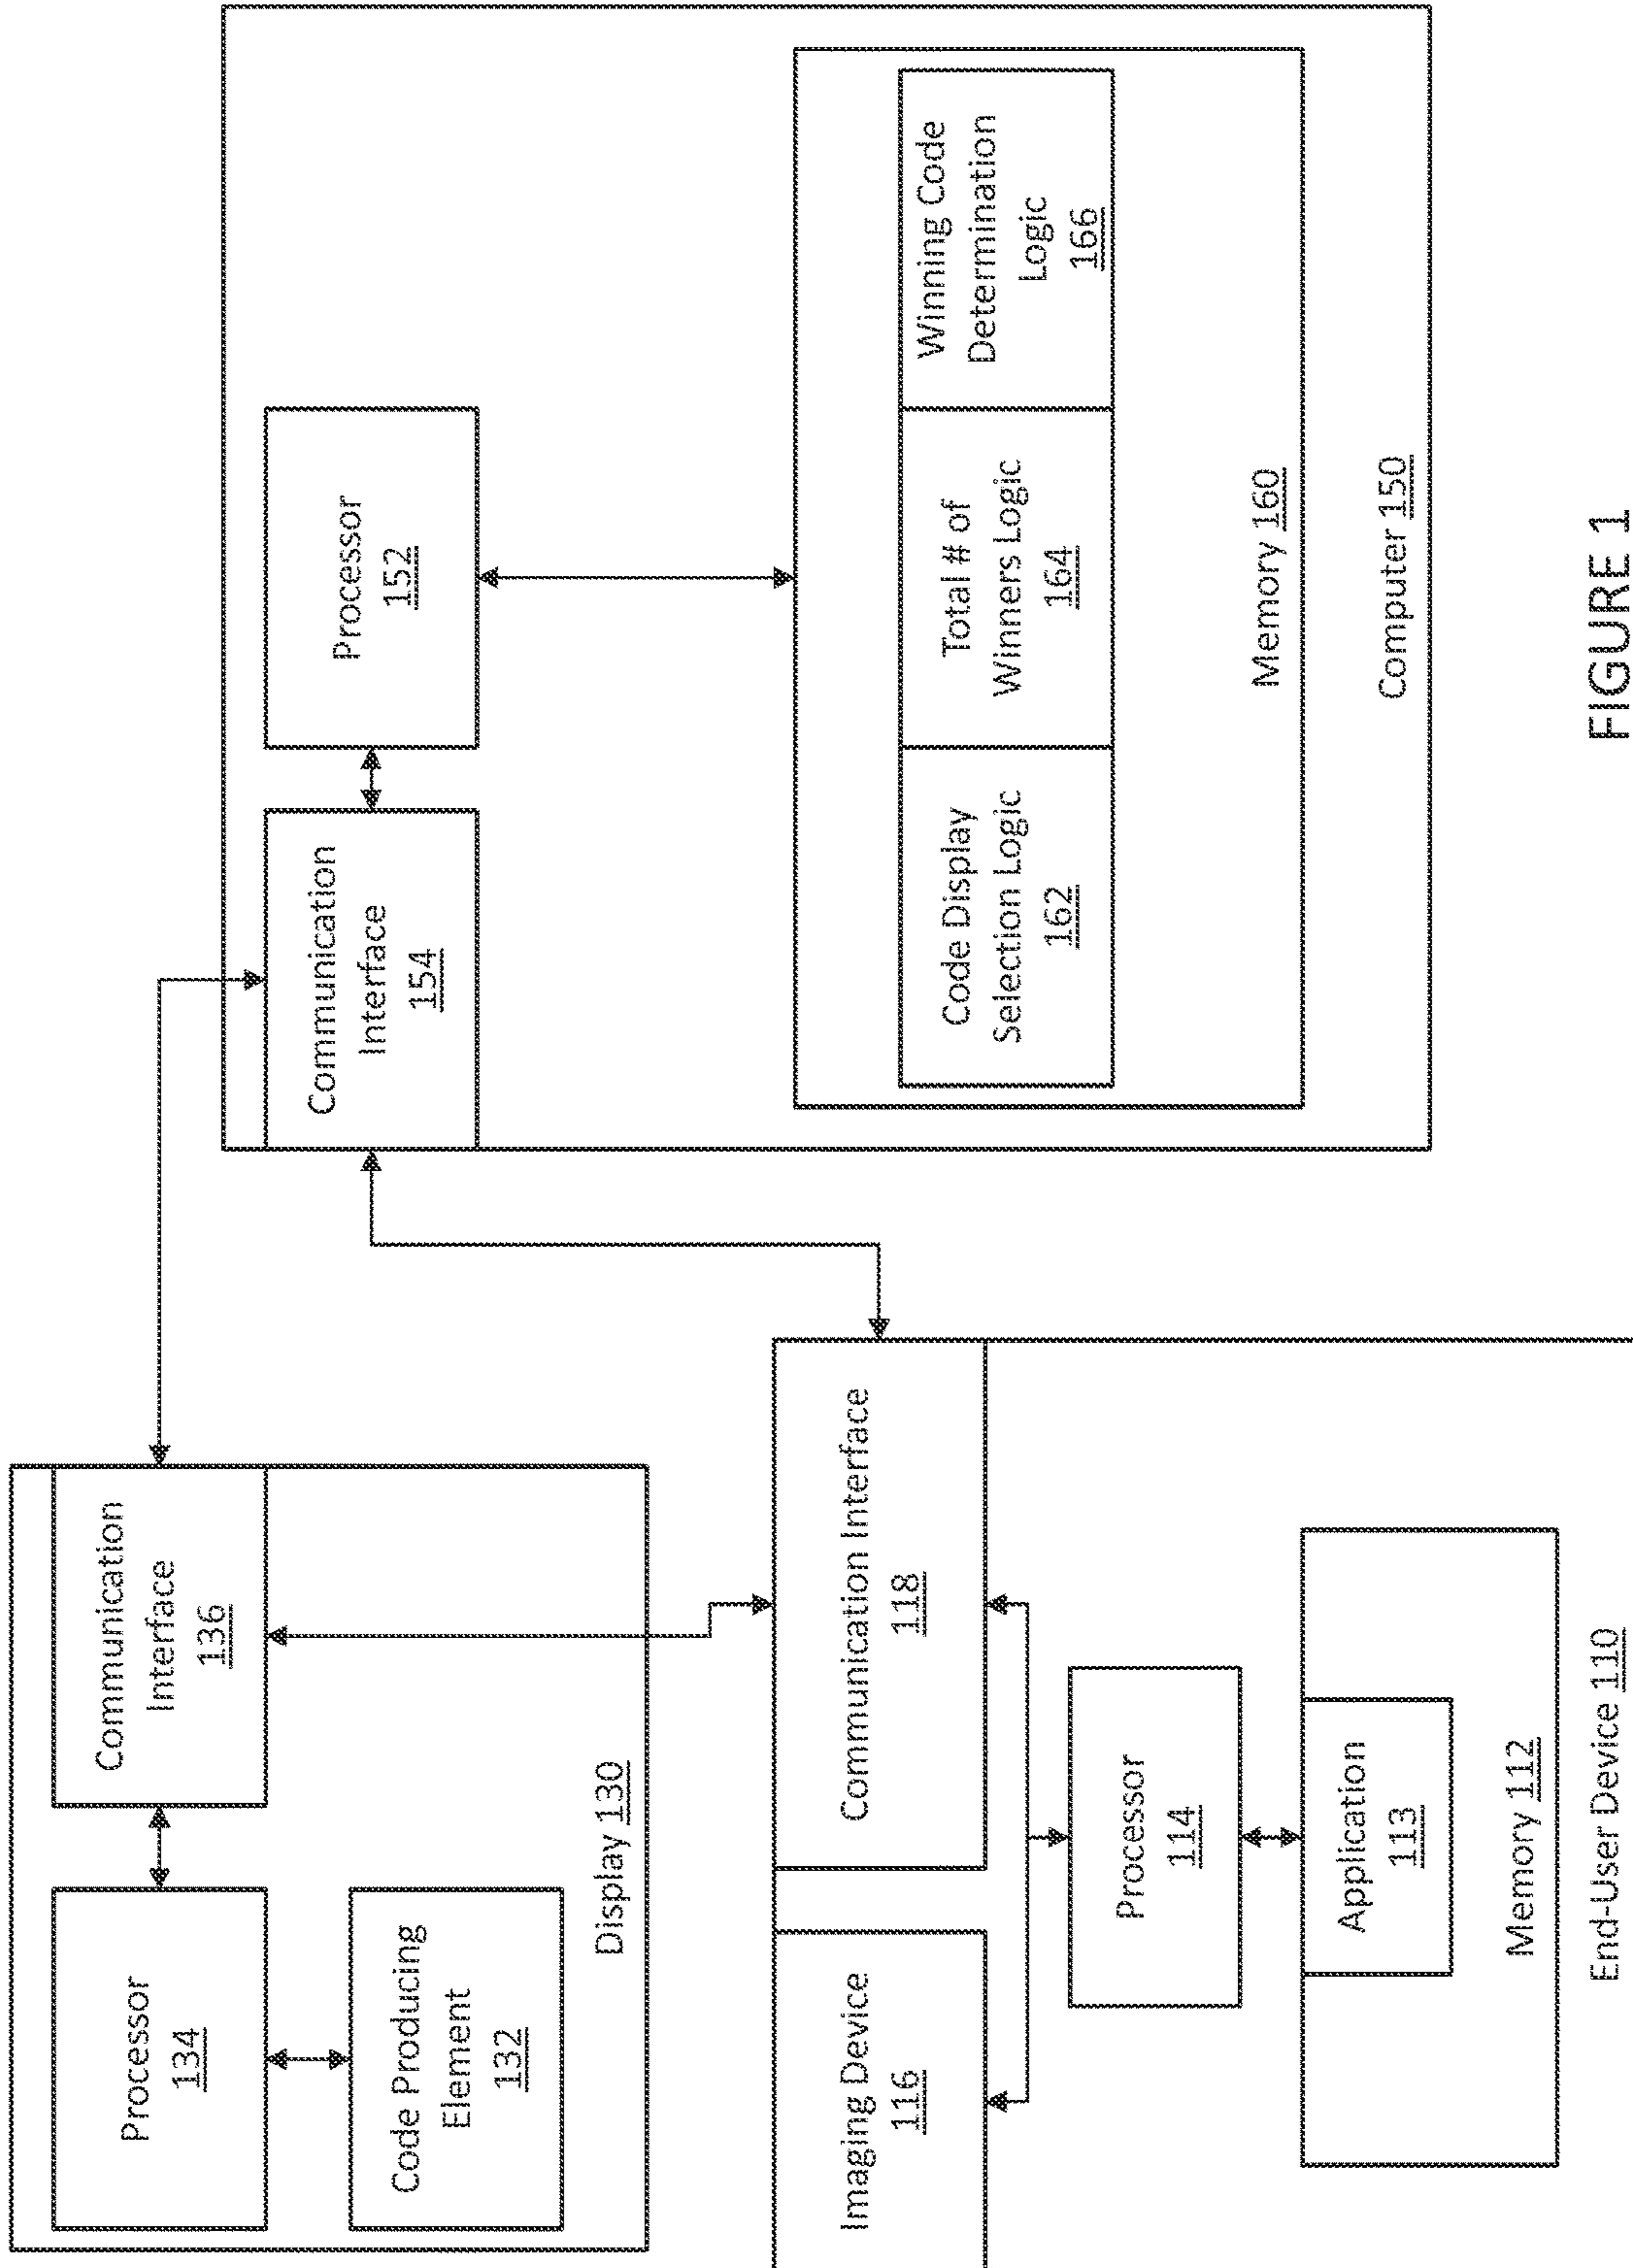 Processor
134
Communication
Interface
136
Code Producing
Element
132
Display 130
Communication
Interface
154
Processor
152
Code Display
Selection Logic
162
Total # of
Winners Logic
164
Winning Code
Determination
Logic
166
Memory 160
Computer 150
Imaging Device
116
Communication Interface
118
Processor
114
Application
113
Memory 112
End-User Device 110
FIGURE 1